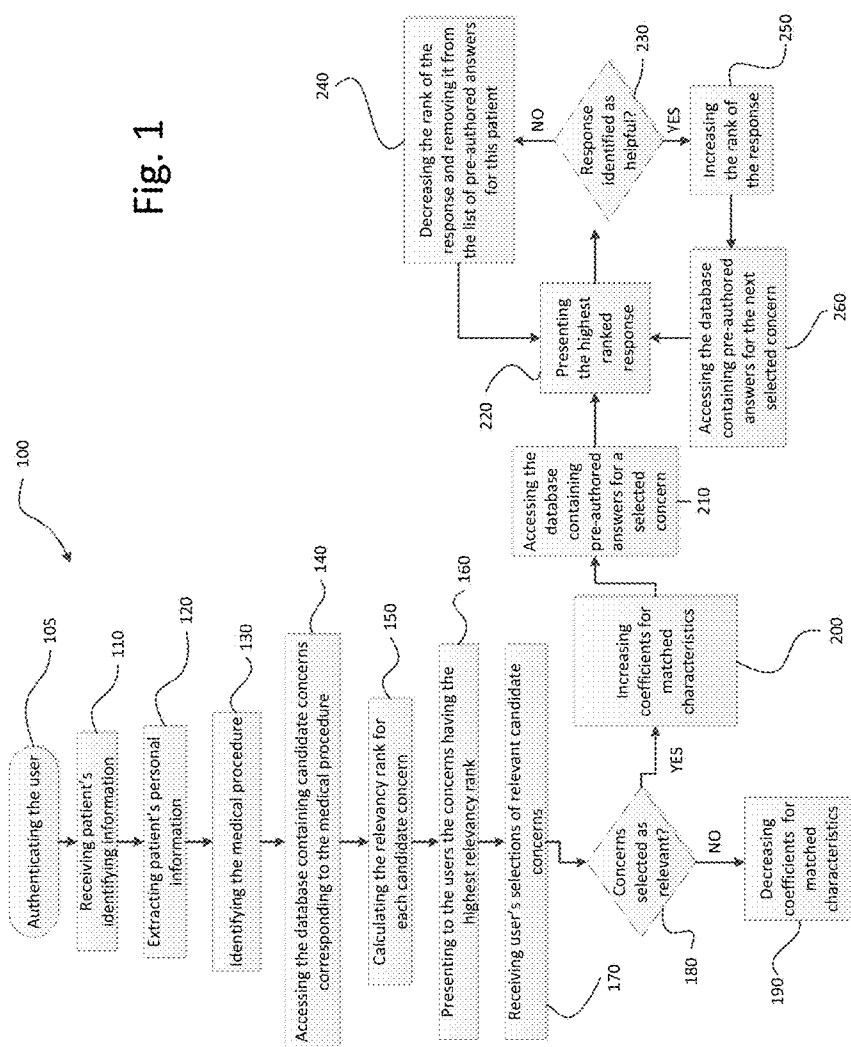 Fig. 1
100
Authenticating the user
105
Receiving patient's
identifying information
110
Extracting patient's personal
information
120
Identifying the medical procedure
130
Accessing the database containing candidate concerns
corresponding to the medical procedure
140
Calculating the relevancy rank for
each candidate concern
150
Presenting to the users the concerns having the
highest relevancy rank
160
Receiving user's selections of relevant candidate
concerns
170
Concerns
selected as
relevant?
180
NO
YES
Decreasing
coefficients for
matched
characteristics
190
Increasing
coefficients for
matched
characteristics
200
Accessing the
database
containing
pre-authored
answers for a
selected
concern
210
Presenting
the highest
ranked
response
220
Response
identified as
helpful?
230
NO
YES
Decreasing the rank of the
response and removing it from
the list of pre-authored answers
for this patient
240
Increasing
the rank of
the response
250
Accessing the database
containing pre-authored
answers for the next
selected concern
260